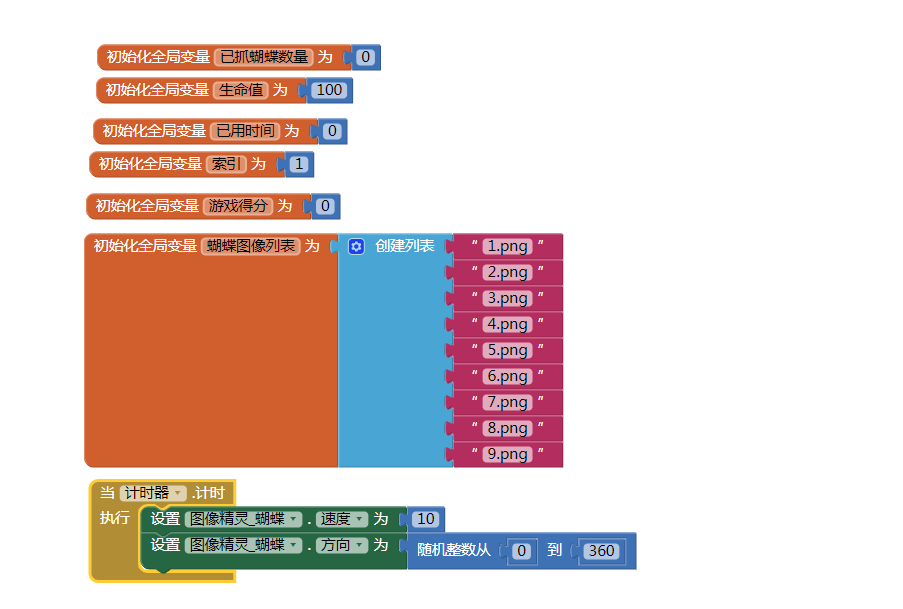 初始化全局变量 已抓蝴蝶数量 为 0
初始化全局变量 生命值 为 100
初始化全局变量 已用时间 为 0
初始化全局变量 索引 为 1
初始化全局变量 游戏得分 为 0
初始化全局变量 蝴蝶图像列表 为 创建列表 “ 1.png ”
“ 2.png ”
“ 3.png ”
“ 4.png ”
“ 5.png ”
“ 6.png ”
“ 7.png ”
“ 8.png ”
“ 9.png ”
当 计时器 .计时
执行 设置 图像精灵_蝴蝶 . 速度 为 10
设置 图像精灵_蝴蝶 . 方向 为 随机整数从 0 到 360